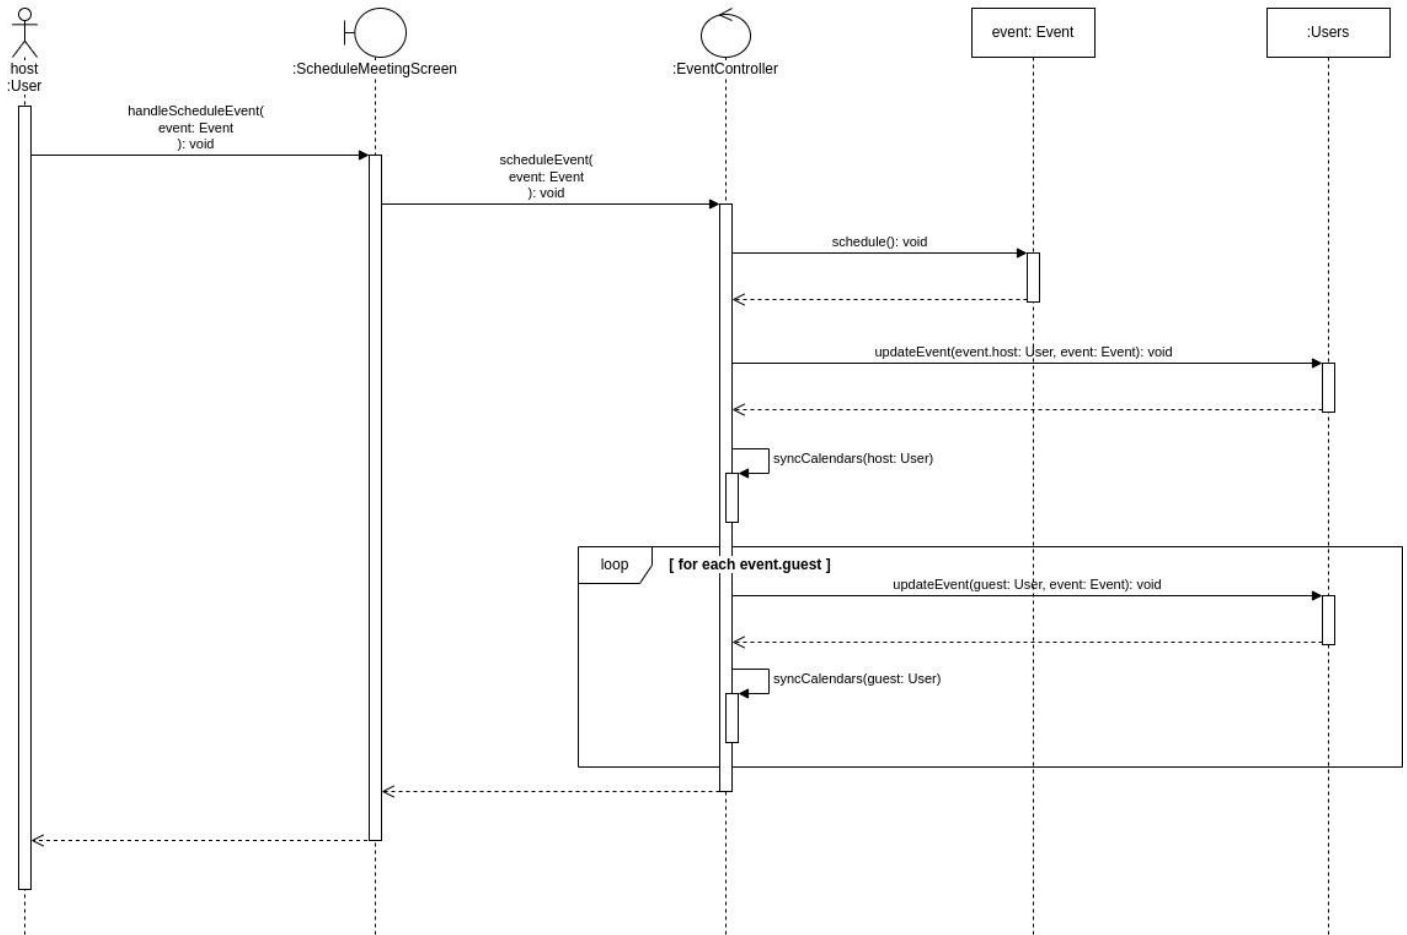 host
:User
:ScheduleMeetingScreen
:EventController
event: Event
:Users
handleScheduleEvent(
event: Event
): void
scheduleEvent(
event: Event
): void
schedule(): void
updateEvent(event.host: User, event: Event): void
syncCalendars(host: User)
loop
[ for each event.guest ]
updateEvent(guest: User, event: Event): void
syncCalendars(guest: User)